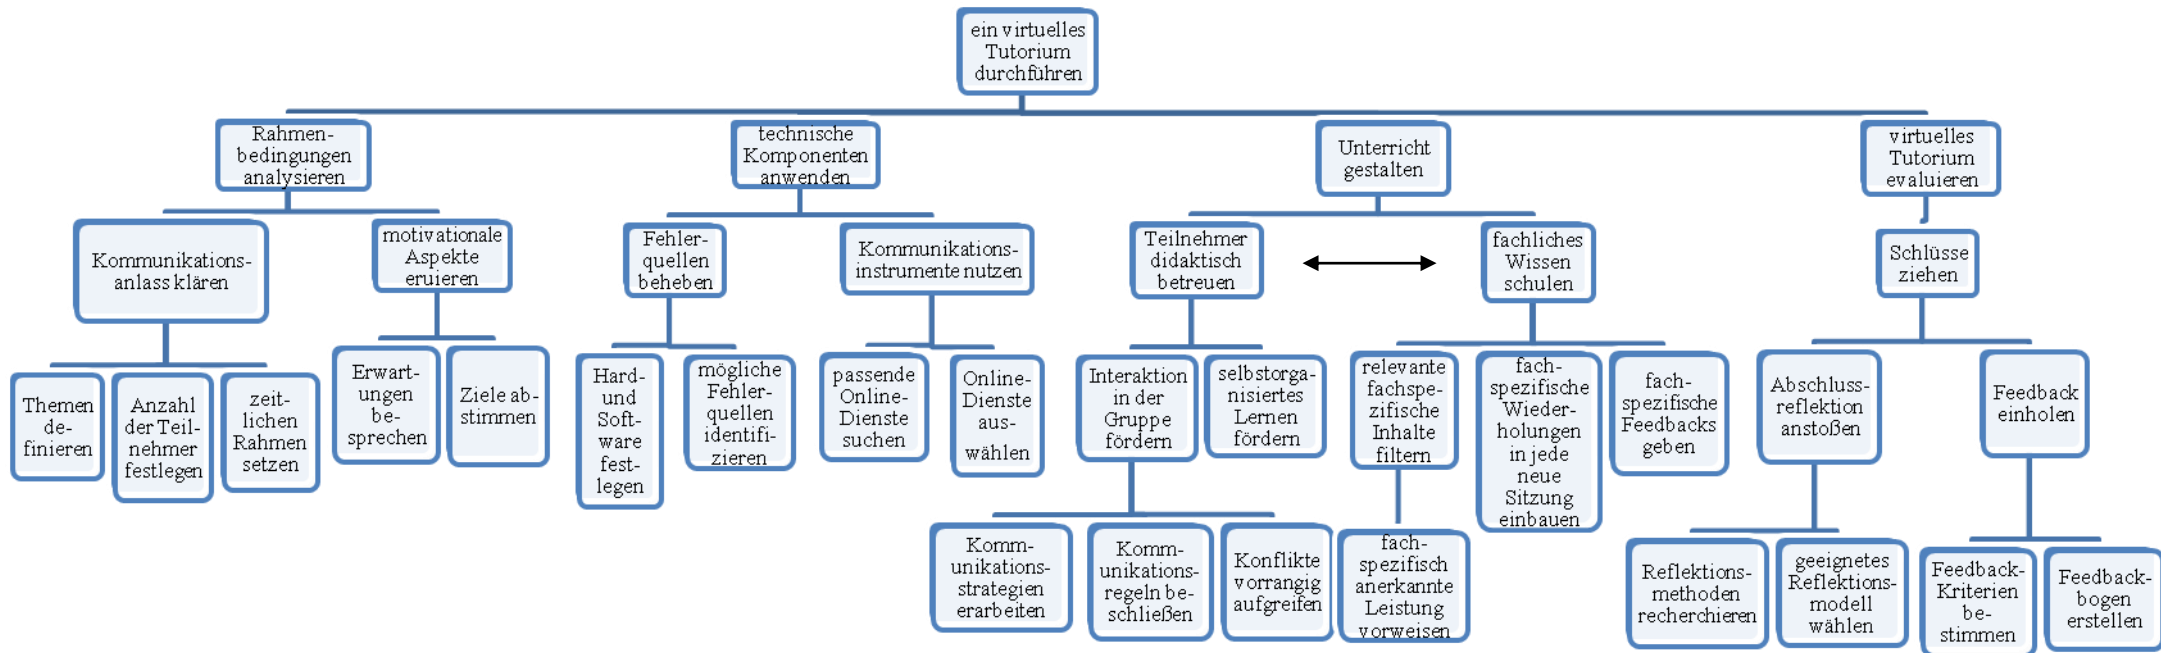 ein virtuelles
Tutorium
durchführen
Rahmen-
bedingungen
analysieren
technische
Komponenten
anwenden
Unterricht
gestalten
virtuelles
Tutorium
evaluieren
Kommunikations-
anlass klären
motivationale
Aspekte
eruieren
Fehler-
quellen
beheben
Kommunikations-
instrumente nutzen
Teilnehmer
didaktisch
betreuen
fachliches
Wissen
schulen
Schlüsse
ziehen
Themen
de-
finieren
Anzahl
der Teil-
nehmer
festlegen
zeit-
lichen
Rahmen
setzen
Erwart-
ungen
be-
sprechen
Ziele ab-
stimmen
Hard-
und
Soft-
ware
fest-
legen
mögliche
Fehler-
quellen
identifi-
zieren
passende
Online-
Dienste
suchen
Online-
Dienste
aus-
wählen
Interaktion
in der
Gruppe
fördern
selbstorga-
nisiertes
Lernen
fördern
relevante
fachspe-
zifische
Inhalte
filtern
fach-
spezifische
Wieder-
holungen
in jede
neue
Sitzung
einbauen
fach-
spezifische
Feedbacks
geben
Abschluss-
reflektion
anstoßen
Feedback
einholen
Komm-
unikations-
strategien
erarbeiten
Komm-
unikations-
regeln be-
schließen
Konflikte
vorrangig
aufgreifen
fach-
spezifisch
anerkannte
Leistung
vorweisen
Reflektions-
methoden
recherchieren
geeignetes
Reflektions-
modell
wählen
Feedback-
Kriterien
be-
stimmen
Feedback-
bogen
erstellen